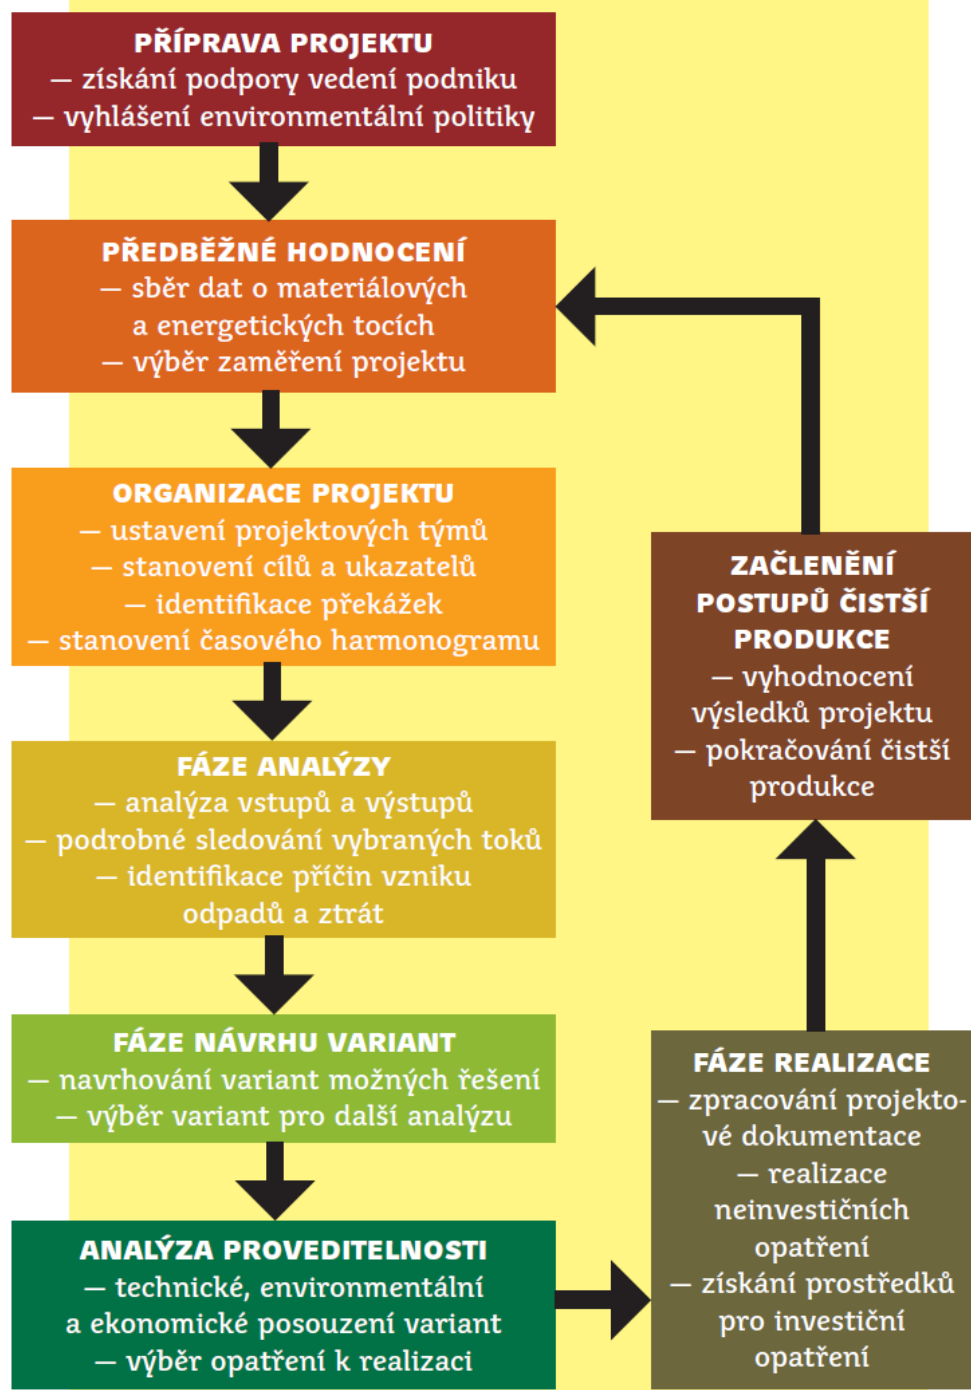 PŘÍPRAVA PROJEKTU
— získání podpory vedení podniku
— vyhlášení environmentální politiky
PŘEDBĚŽNÉ HODNOCENÍ
— sběr dat o materiálových
a energetických tocích
— výběr zaměření projektu
ORGANIZACE PROJEKTU
— ustavení projektových týmů
— stanovení cílů a ukazatelů
— identifikace překážek
— stanovení časového harmonogramu
FÁZE ANALÝZY
— analýza vstupů a výstupů
— podrobné sledování vybraných toků
— identifikace příčin vzniku
odpadů a ztrát
FÁZE NÁVRHU VARIANT
— navrhování variant možných řešení
— výběr variant pro další analýzu
ANALÝZA PROVEDITELNOSTI
— technické, environmentální
a ekonomické posouzení variant
— výběr opatření k realizaci
FÁZE REALIZACE
— zpracování projekto-
vé dokumentace
— realizace
neinvestičních
opatření
— získání prostředků
pro investiční
opatření
ZAČLENĚNÍ
POSTUPŮ ČISTŠÍ
PRODUKCE
— vyhodnocení
výsledků projektu
— pokračování čistší
produkce